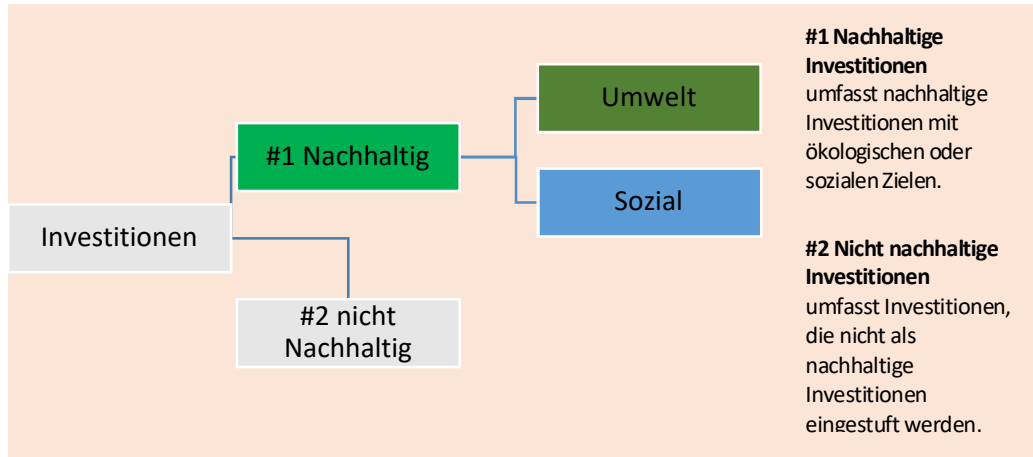 Investitionen
#1 Nachhaltig
#2 nicht
Nachhaltig
Umwelt
Sozial
#1 Nachhaltige
Investitionen
umfasst nachhaltige
Investitionen mit
ökologischen oder
sozialen Zielen.
#2 Nicht nachhaltige
Investitionen
umfasst Investitionen,
die nicht als
nachhaltige
Investitionen
eingestuft werden.